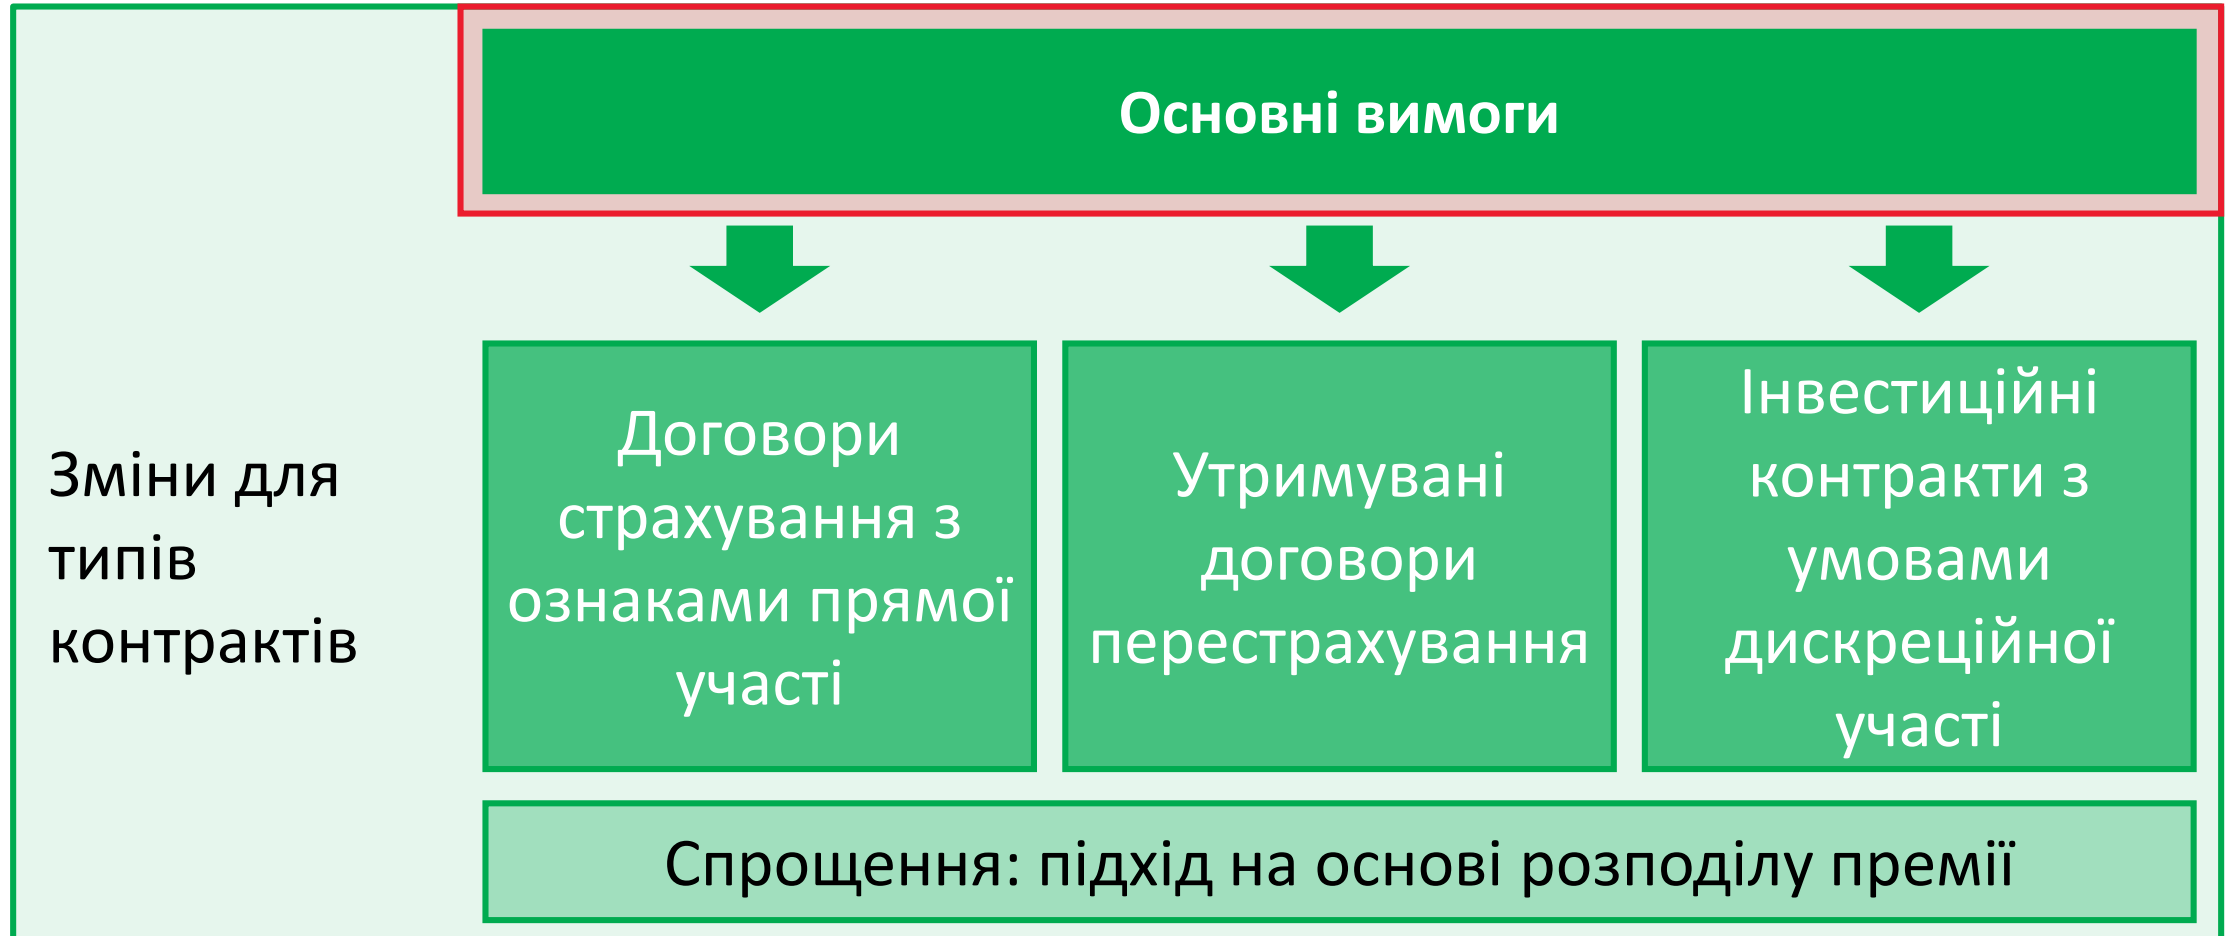 Основні вимоги
Зміни для
типів
контрактів
Договори
страхування з
ознаками прямої
участі
Утримувані
договори
перестрахування
Інвестиційні
контракти з
умовами
дискреційної
участі
Спрощення: підхід на основі розподілу премії